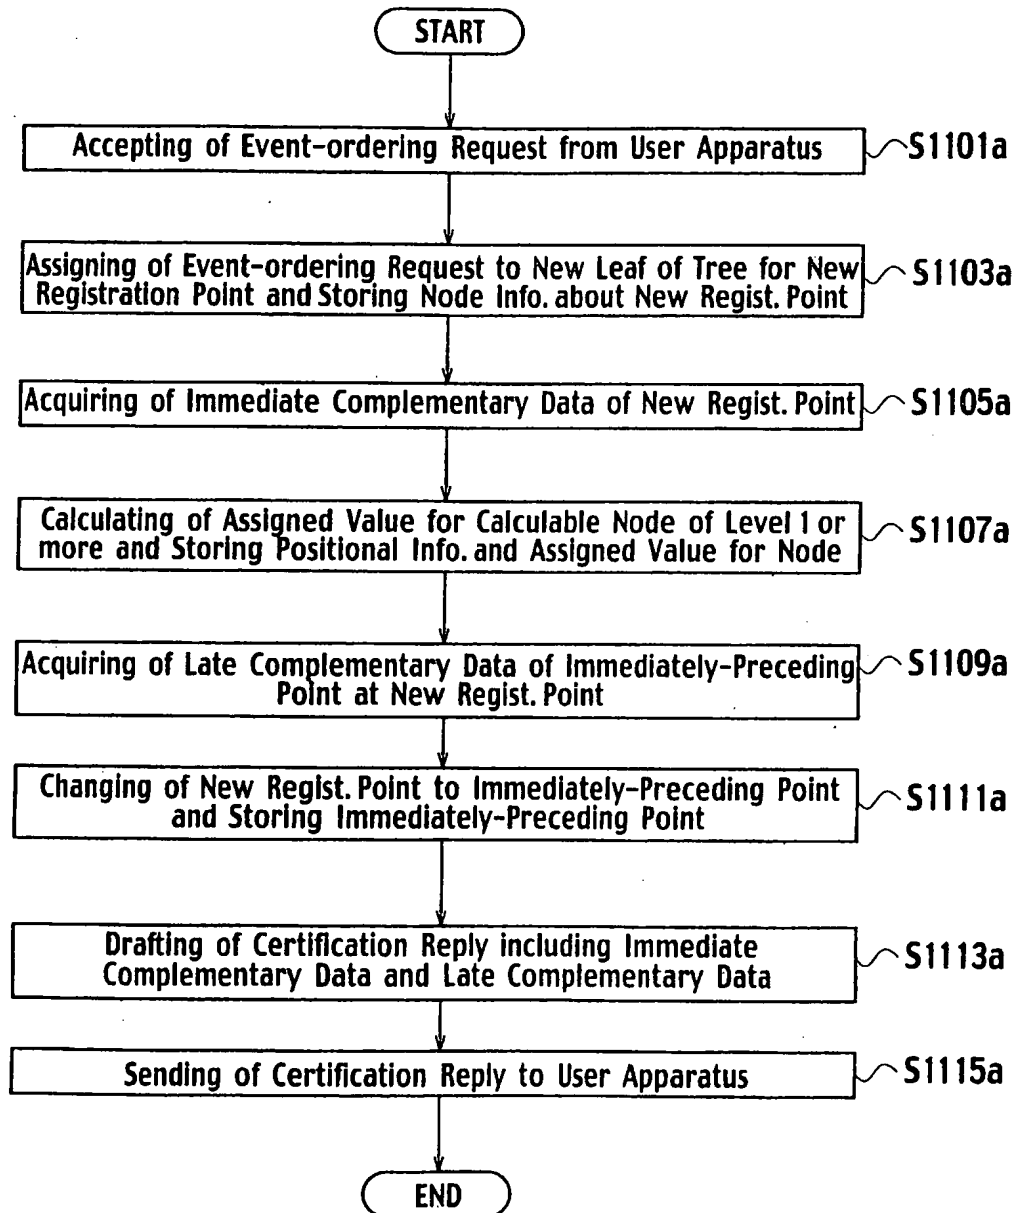 START
Accepting of Event-ordering Request from User Apparatus
S1101a
Assigning of Event-ordering Request to New Leaf of Tree for New
Registration Point and Storing Node Info. about New Regist. Point
S1103a
Acquiring of Immediate Complementary Data of New Regist. Point
S1105a
Calculating of Assigned Value for Calculable Node of Level 1 or
more and Storing Positional Info. and Assigned Value for Node
S1107a
Acquiring of Late Complementary Data of Immediately-Preceding
Point at New Regist. Point
S1109a
Changing of New Regist. Point to Immediately-Preceding Point
and Storing Immediately-Preceding Point
S1111a
Drafting of Certification Reply including Immediate
Complementary Data and Late Complementary Data
S1113a
Sending of Certification Reply to User Apparatus
S1115a
END